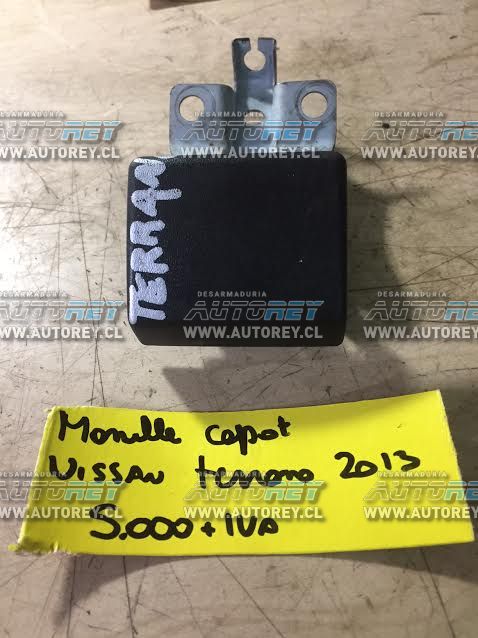 TERRAN
Manille capot
NISSAN terrano 2013
5.000 + IVA
DESARMADURIA
AUTOREY
WWW.AUTOREY.CL